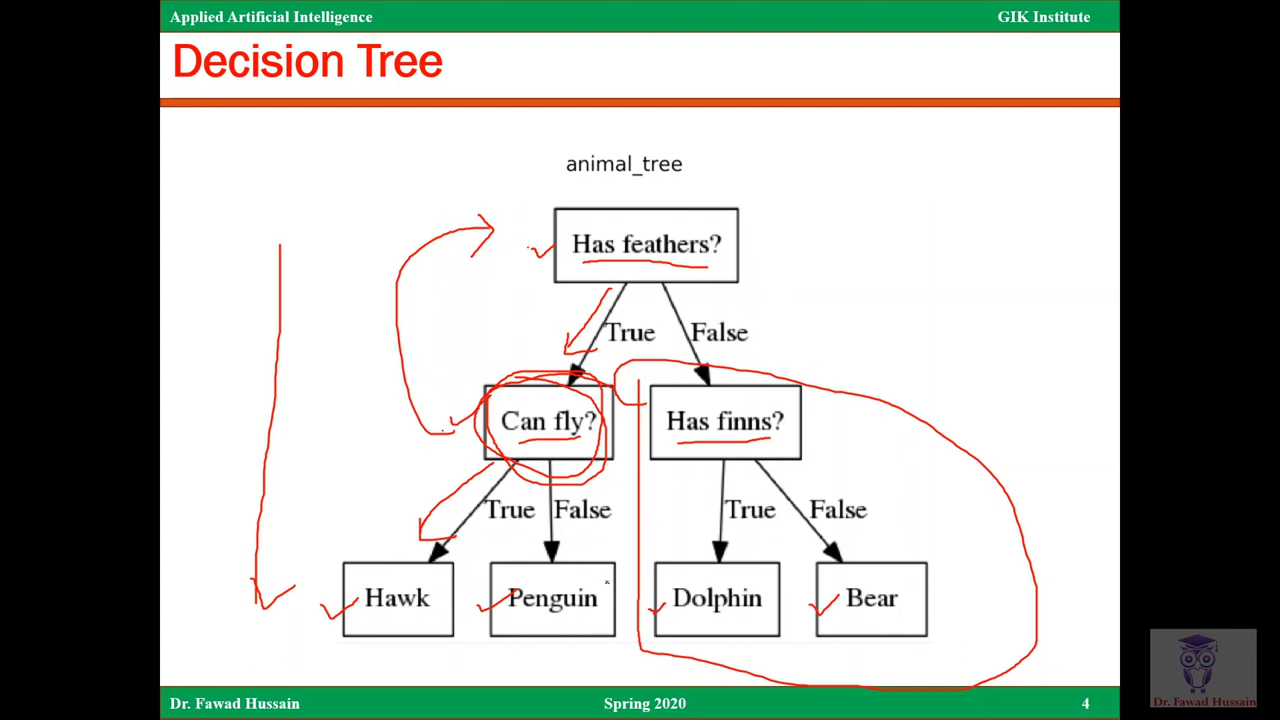 Applied Artificial Intelligence GIK Institute
Decision Tree
animal_tree
Has feathers?
True False
Can fly? Has finns?
True False True False
Hawk Penguin Dolphin Bear
Dr. Fawad Hussain Spring 2020 4
Dr. Fawad Hussain